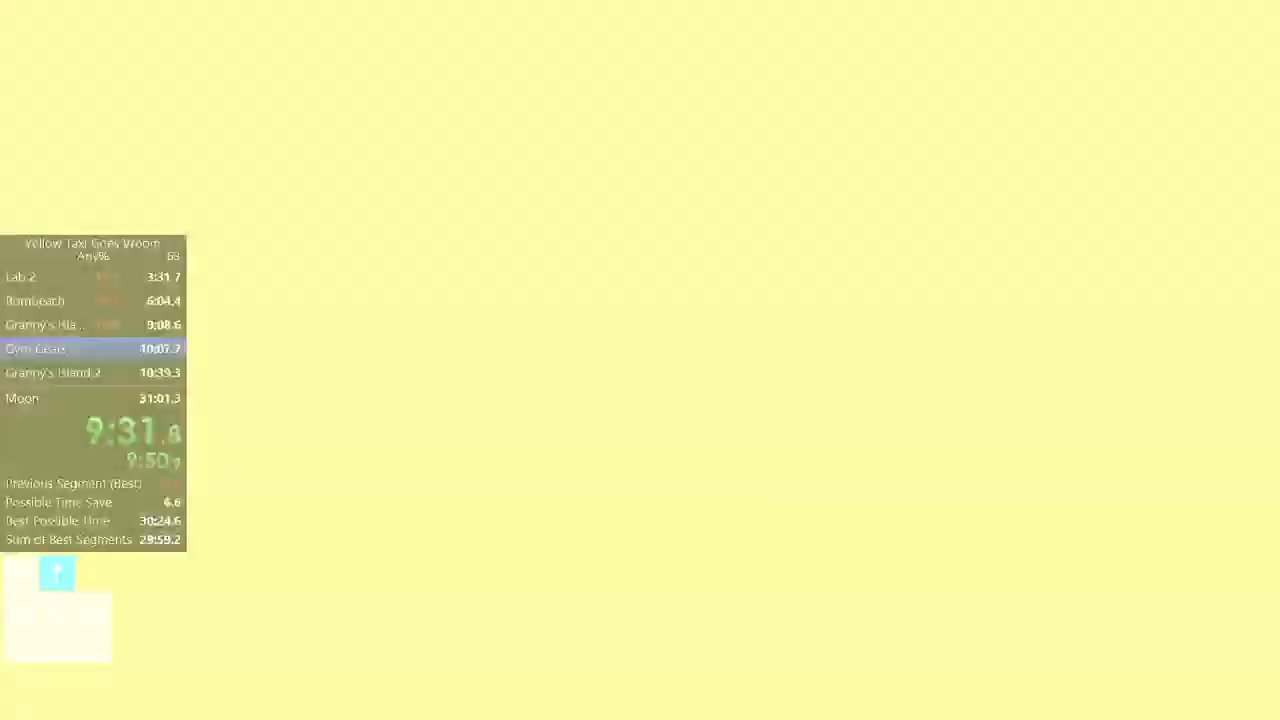 Yellow Taxi Goes Vroom
Any% 63
Lab 2 3:31.7
Bombeach 6:04.4
Granny's Isla... 9:08.6
Gym Gears 10:07.7
Granny's Island 2 10:39.3
Moon 31:01.3
9:31.8
9:50.9
Previous Segment (Best)
Possible Time Save 6.6
Best Possible Time 30:24.6
Sum of Best Segments 29:59.2
↑